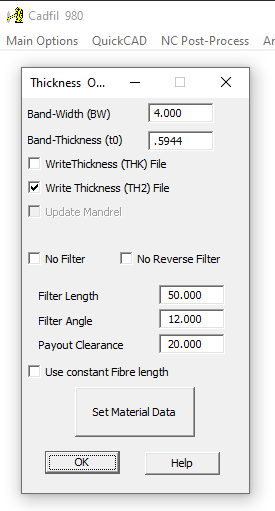 Cadfil 980
Main Options QuickCAD NC Post-Process
Thickness O...
Band-Width (BW) 4.000
Band-Thickness (t0) .5944
WriteThickness (THK) File
Write Thickness (TH2) File
Update Mandrel
No Filter No Reverse Filter
Filter Length 50.000
Filter Angle 12.000
Payout Clearance 20.000
Use constant Fibre length
Set Material Data
OK Help